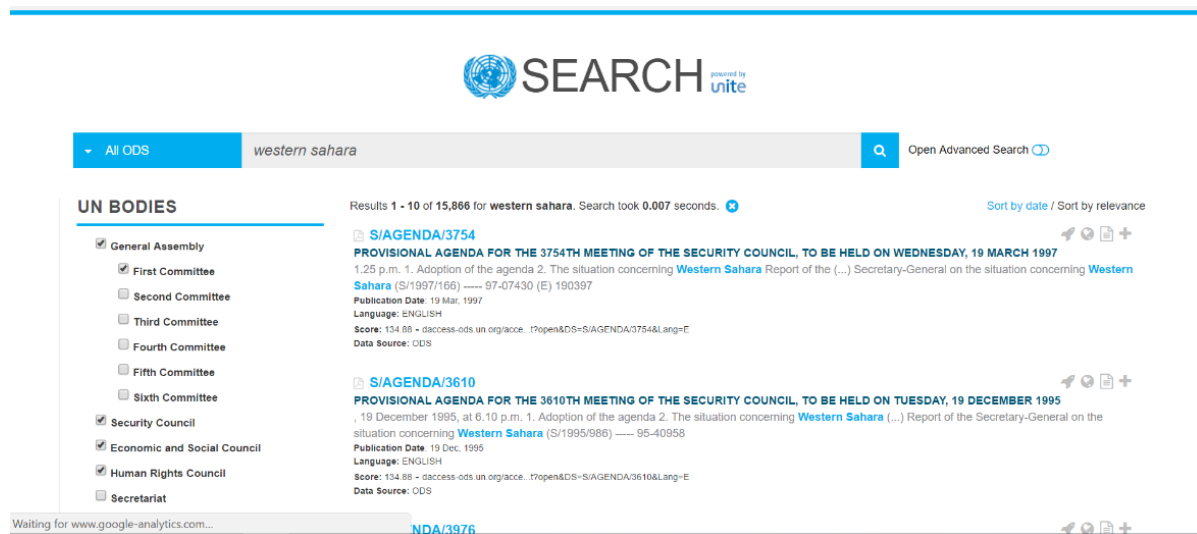 SEARCH powered by unite
All ODS
western sahara
Open Advanced Search
UN BODIES
General Assembly
First Committee
Second Committee
Third Committee
Fourth Committee
Fifth Committee
Sixth Committee
Security Council
Economic and Social Council
Human Rights Council
Secretariat
Results 1 - 10 of 15,866 for western sahara. Search took 0.007 seconds.
Sort by date / Sort by relevance
S/AGENDA/3754
PROVISIONAL AGENDA FOR THE 3754TH MEETING OF THE SECURITY COUNCIL, TO BE HELD ON WEDNESDAY, 19 MARCH 1997
1.25 p.m. 1. Adoption of the agenda 2. The situation concerning Western Sahara Report of the (...) Secretary-General on the situation concerning Western
Sahara (S/1997/166) ----- 97-07430 (E) 190397
Publication Date: 19 Mar, 1997
Language: ENGLISH
Score: 134.88 - daccess-ods.un.org/acce...t?open&DS=S/AGENDA/3754&Lang=E
Data Source: ODS
S/AGENDA/3610
PROVISIONAL AGENDA FOR THE 3610TH MEETING OF THE SECURITY COUNCIL, TO BE HELD ON TUESDAY, 19 DECEMBER 1995
, 19 December 1995, at 6.10 p.m. 1. Adoption of the agenda 2. The situation concerning Western Sahara (...) Report of the Secretary-General on the
situation concerning Western Sahara (S/1995/986) ----- 95-40958
Publication Date: 19 Dec, 1995
Language: ENGLISH
Score: 134.88 - daccess-ods.un.org/acce...t?open&DS=S/AGENDA/3610&Lang=E
Data Source: ODS
NDA/3976
Waiting for www.google-analytics.com...